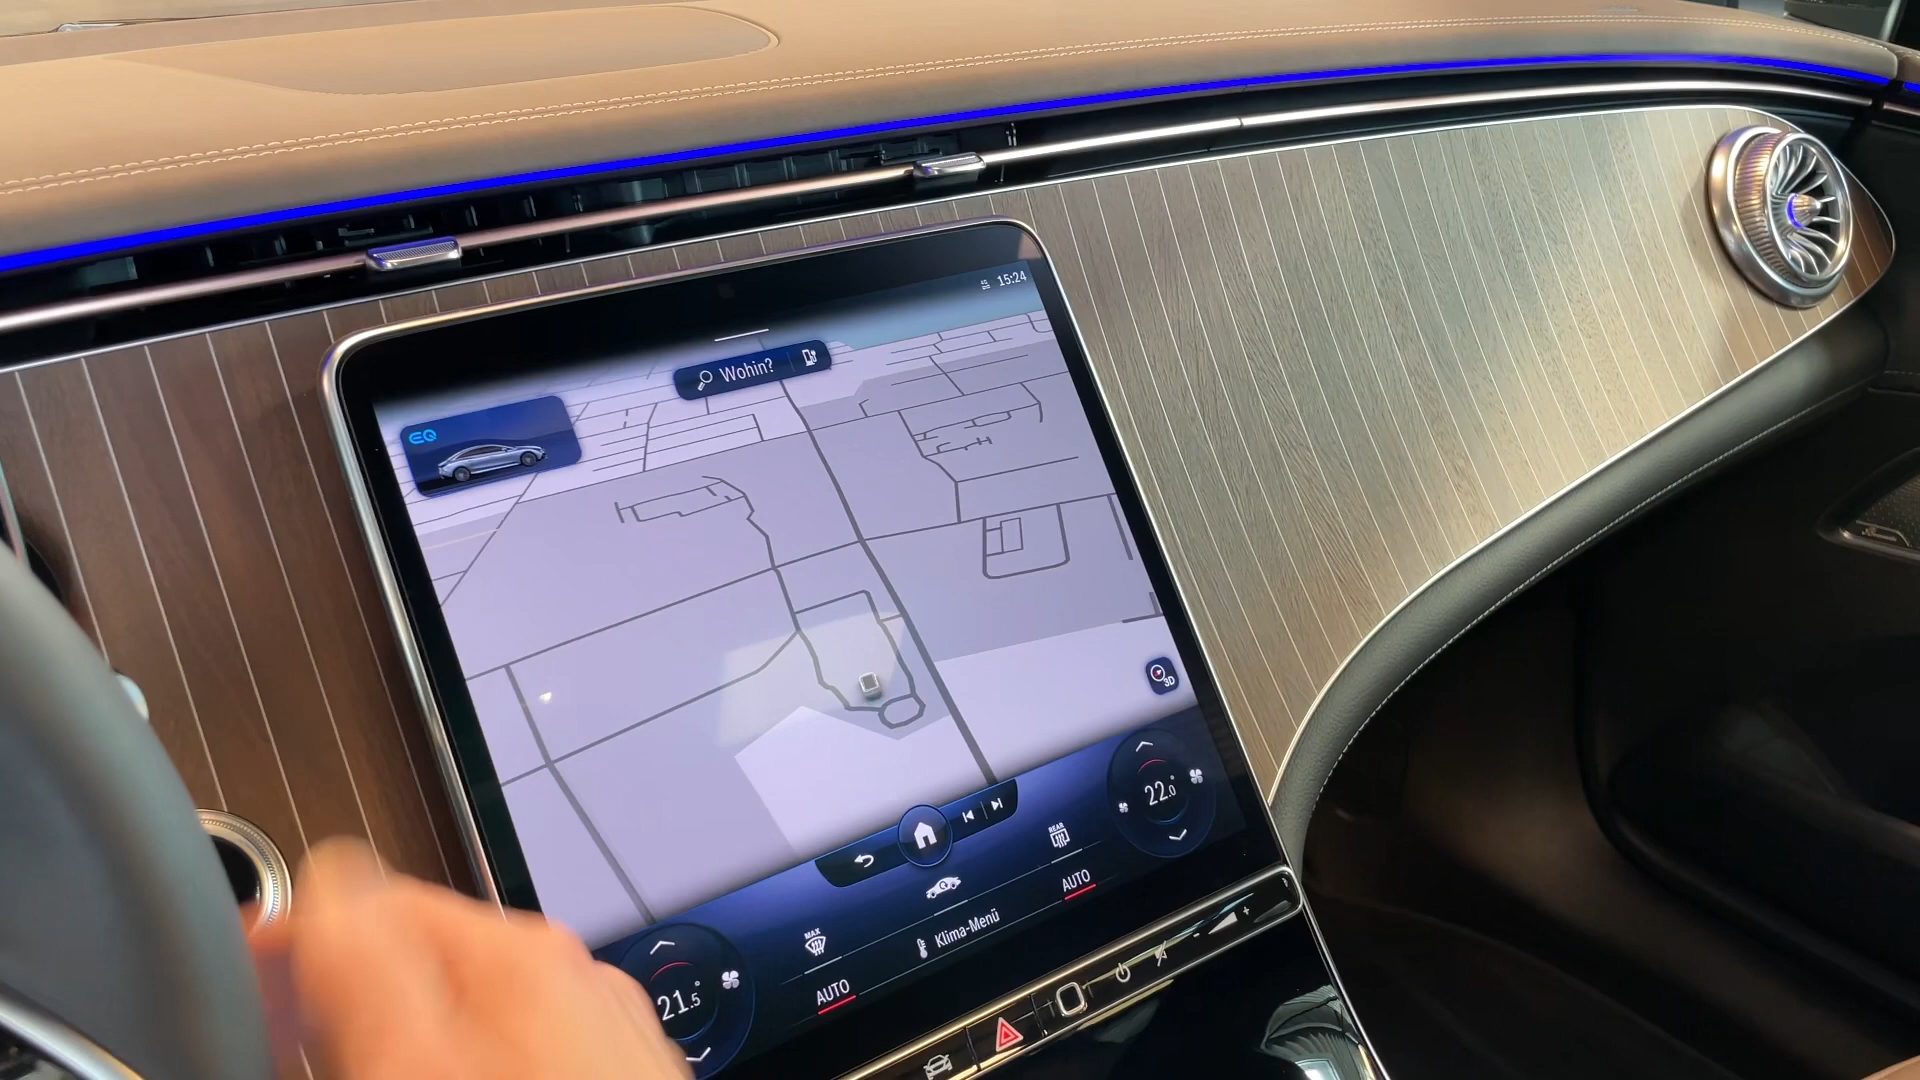 15:24
Wohin?
EQ
3D
22.0
REAR
AUTO
MAX
Klima-Menü
AUTO
21.5